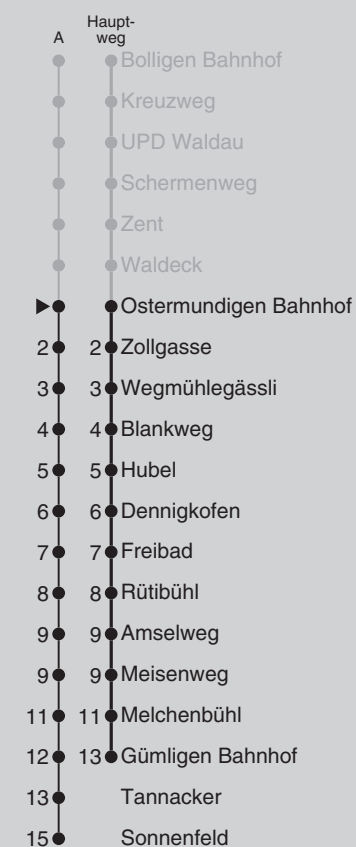 A
Haupt-
weg
Bolligen Bahnhof
Kreuzweg
UPD Waldau
Schermenweg
Zent
Waldeck
Ostermundigen Bahnhof
2 2 Zollgasse
3 3 Wegmühlegässli
4 4 Blankweg
5 5 Hubel
6 6 Dennigkofen
7 7 Freibad
8 8 Rütibühl
9 9 Amselweg
9 9 Meisenweg
11 11 Melchenbühl
12 13 Gümligen Bahnhof
13 Tannacker
15 Sonnenfeld